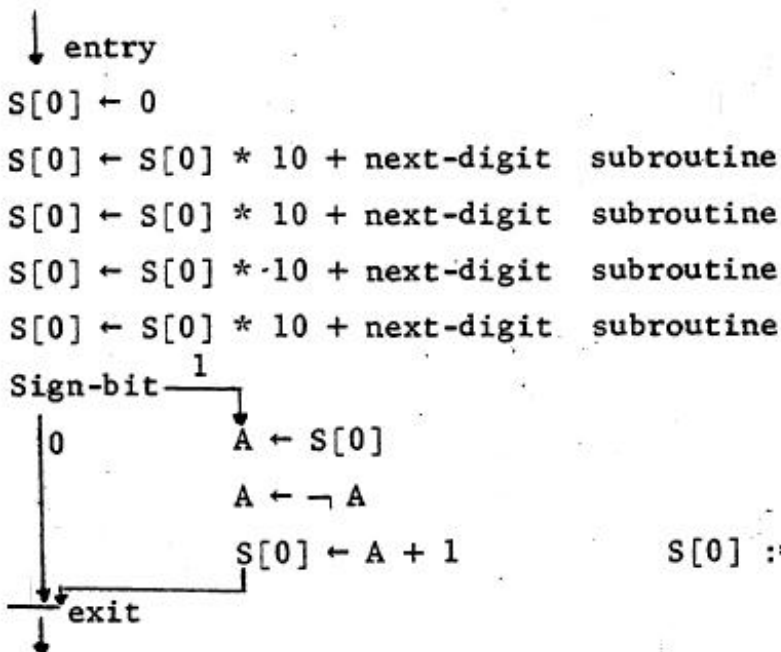 entry
S[0] ← 0
S[0] ← S[0] * 10 + next-digit subroutine
S[0] ← S[0] * 10 + next-digit subroutine
S[0] ← S[0] * 10 + next-digit subroutine
S[0] ← S[0] * 10 + next-digit subroutine
Sign-bit 1
0 A ← S[0]
A ← ¬ A
S[0] ← A + 1 S[0] :
exit